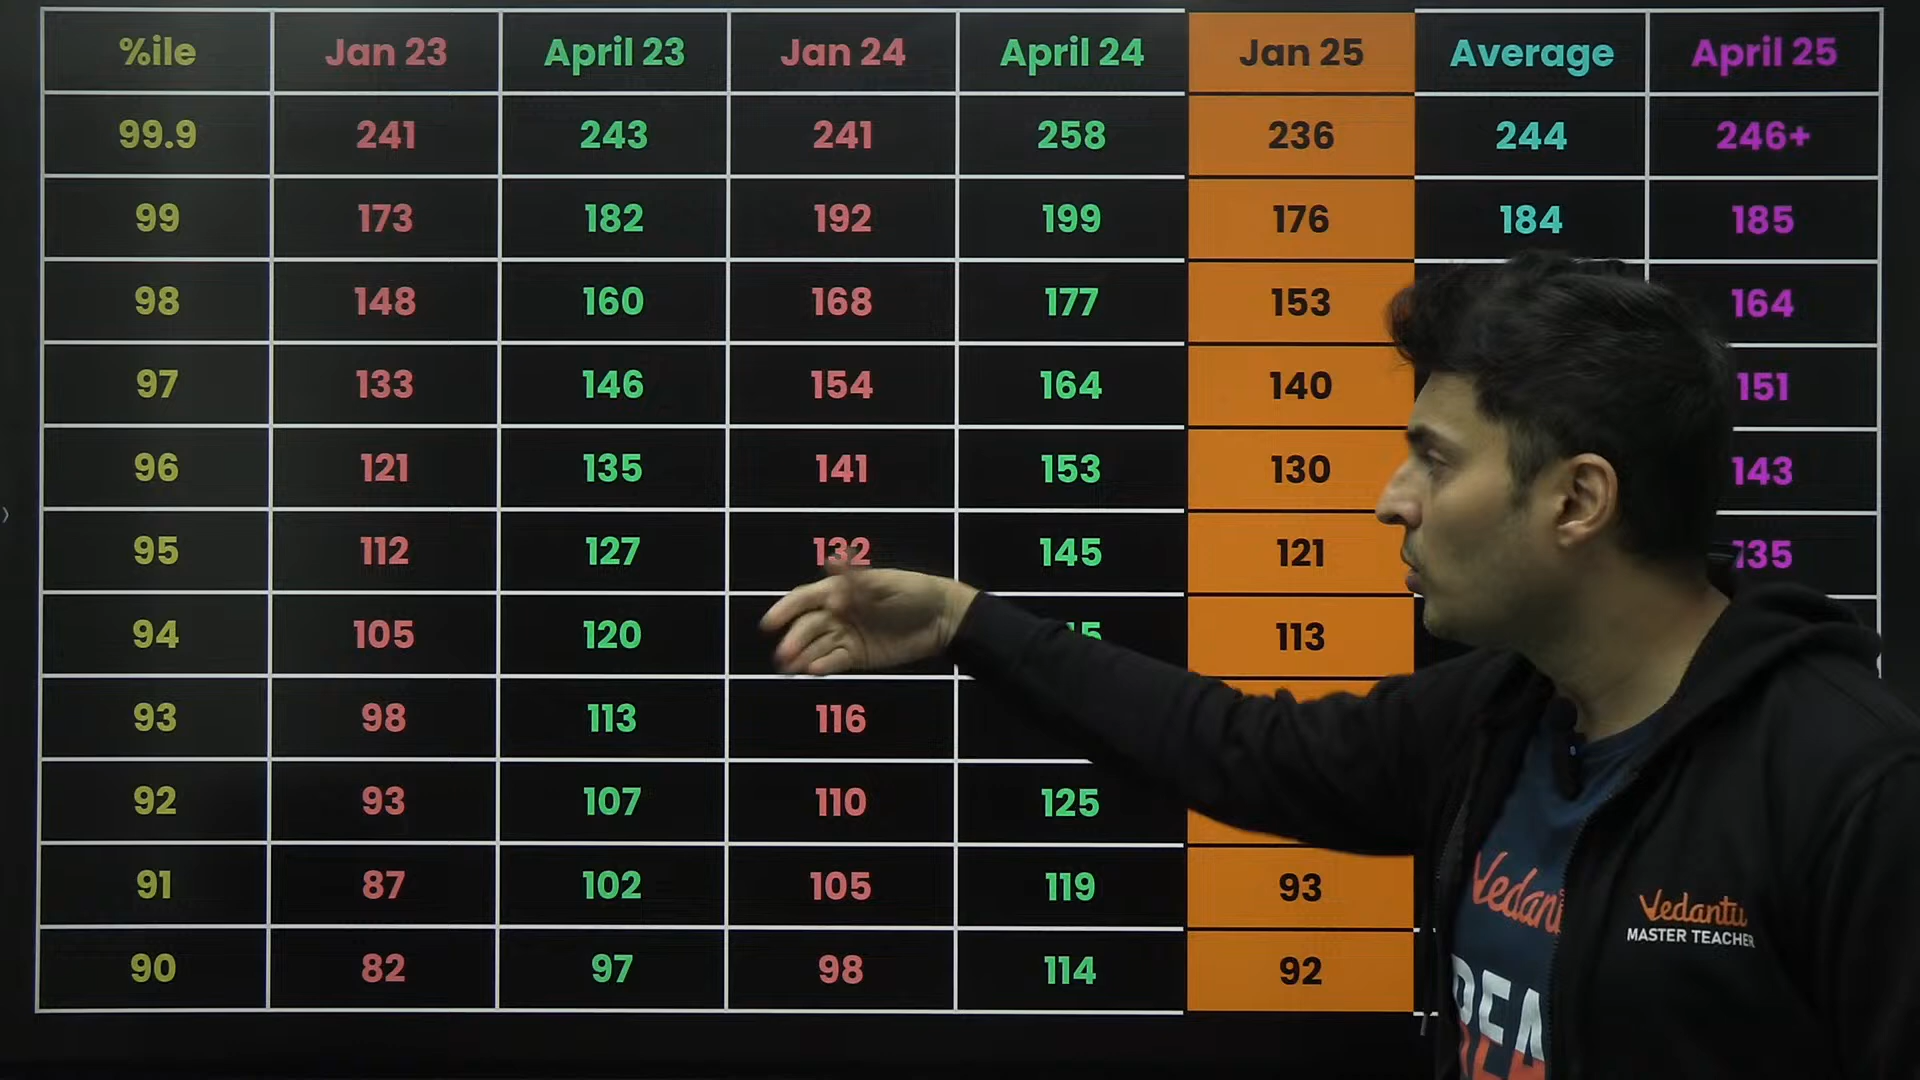 %ile Jan 23 April 23 Jan 24 April 24 Jan 25 Average April 25
99.9 241 243 241 258 236 244 246+
99 173 182 192 199 176 184 185
98 148 160 168 177 153 164
97 133 146 154 164 140 151
96 121 135 141 153 130 143
95 112 127 132 145 121 135
94 105 120 113
93 98 113 116
92 93 107 110 125
91 87 102 105 119 93
90 82 97 98 114 92
Vedantu
MASTER TEACHER